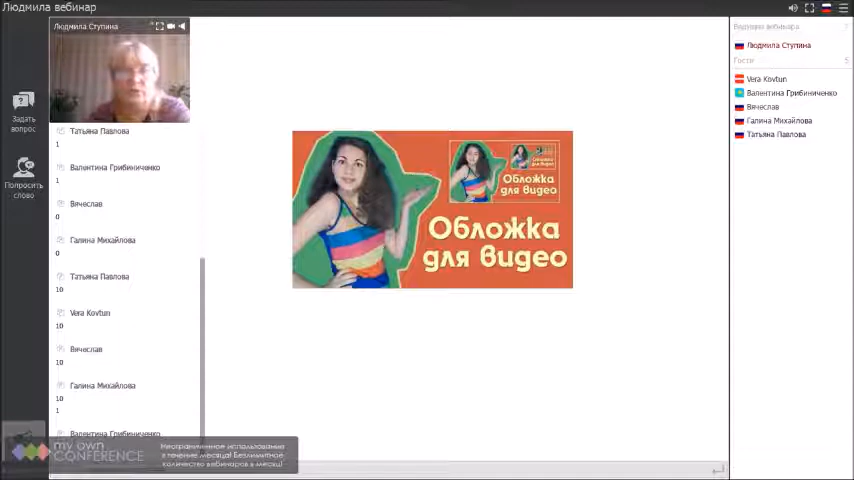 Людмила вебинар
Людмила Ступина
Задать
вопрос
Попросить
слово
Татьяна Павлова
1
Валентина Грибиниченко
1
Вячеслав
0
Галина Михайлова
0
Татьяна Павлова
10
Vera Kovtun
10
Вячеслав
10
Галина Михайлова
10
1
Валентина Грибиниченко
my own
CONFERENCE
Неограниченное использование
в течение месяца! Безлимитное
количество вебинаров в месяц!
Обложка
для видео
Обложка
для видео
Обложка
для видео
Ведущие вебинара
Людмила Ступина
Гости
5
Vera Kovtun
Валентина Грибиниченко
Вячеслав
Галина Михайлова
Татьяна Павлова